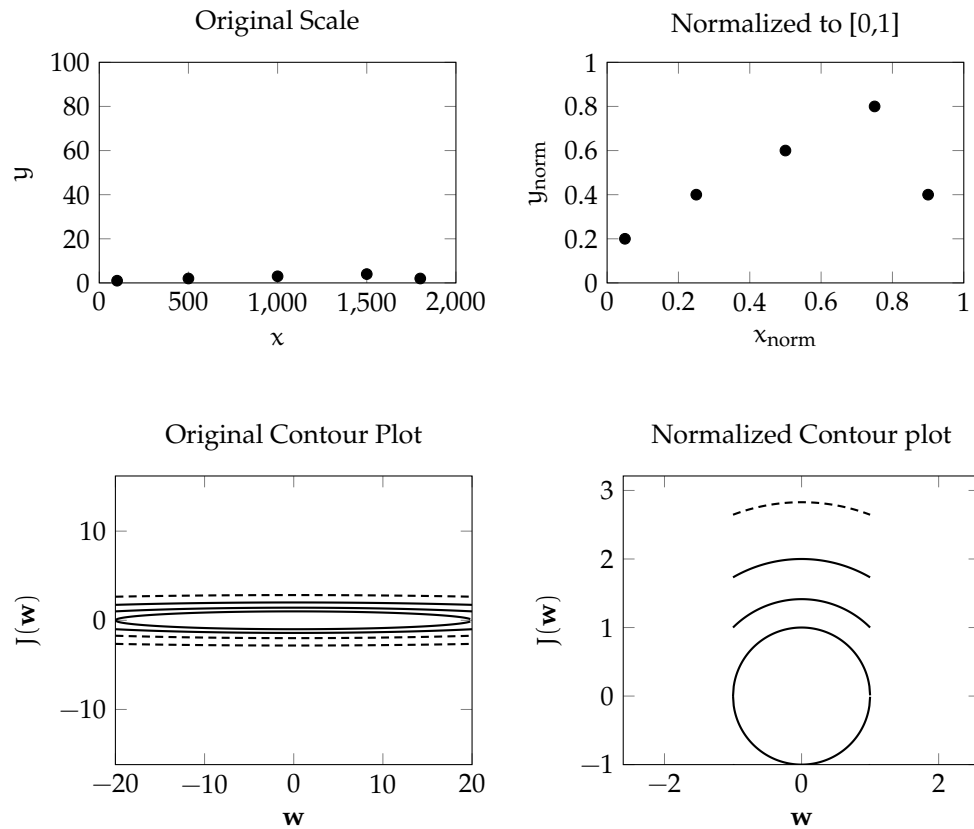 Original Scale
100
80
60
40
20
0
y
0 500 1,000 1,500 2,000
x
Normalized to [0,1]
1
0.8
0.6
0.4
0.2
0
y_norm
0 0.2 0.4 0.6 0.8 1
x_norm
Original Contour Plot
10
0
−10
J(w)
−20 −10 0 10 20
w
Normalized Contour plot
3
2
1
0
−1
J(w)
−2 0 2
w